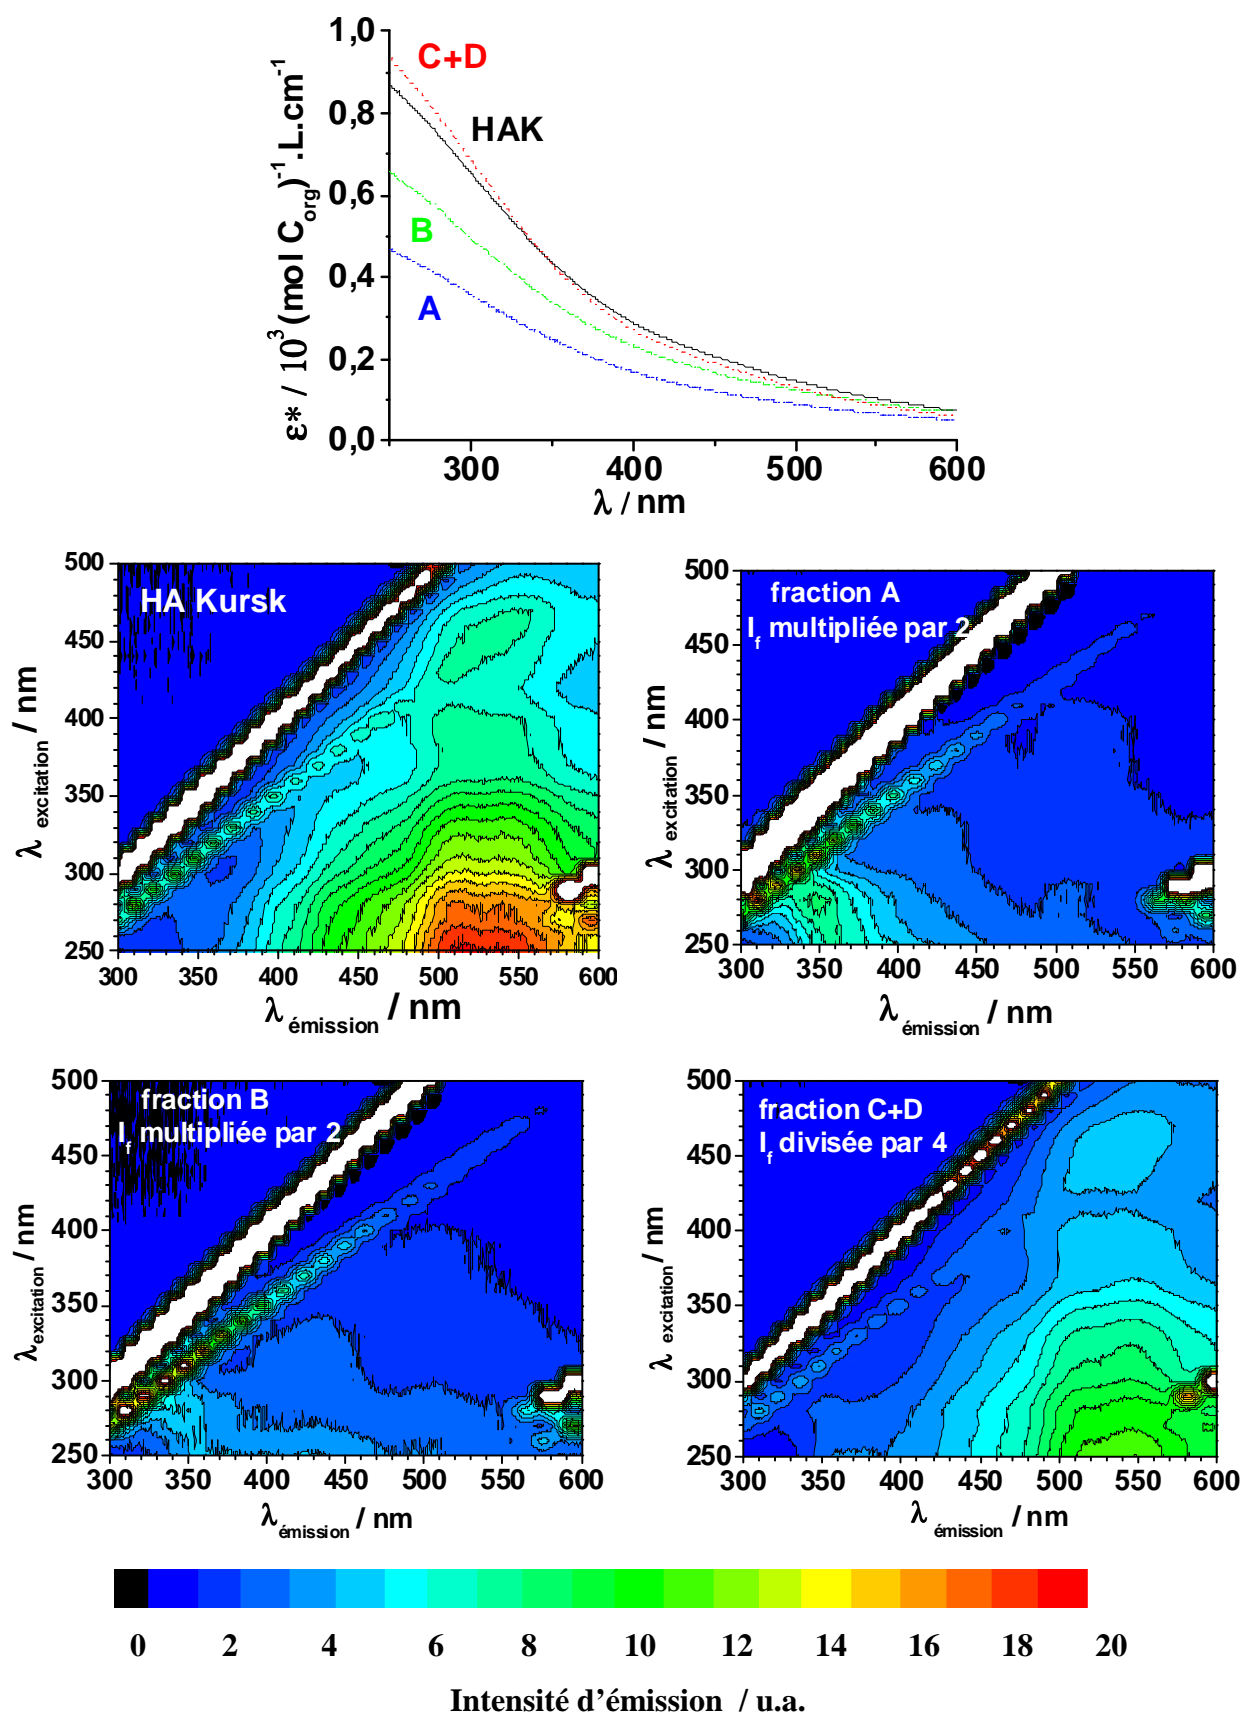 1,0
0,8
0,6
0,4
0,2
0,0
ε* / 10³ (mol C_org)⁻¹.L.cm⁻¹
C+D
HAK
B
A
300 400 500 600
λ / nm
500
450
400
350
300
250
λ excitation / nm
HA Kursk
300 350 400 450 500 550 600
λ émission / nm
500
450
400
350
300
250
λ excitation / nm
fraction A
I_f multipliée par 2
300 350 400 450 500 550 600
λ émission / nm
500
450
400
350
300
250
λ excitation / nm
fraction B
I_f multipliée par 2
300 350 400 450 500 550 600
λ émission / nm
500
450
400
350
300
250
λ excitation / nm
fraction C+D
I_f divisée par 4
300 350 400 450 500 550 600
λ émission / nm
0 2 4 6 8 10 12 14 16 18 20
Intensité d’émission / u.a.